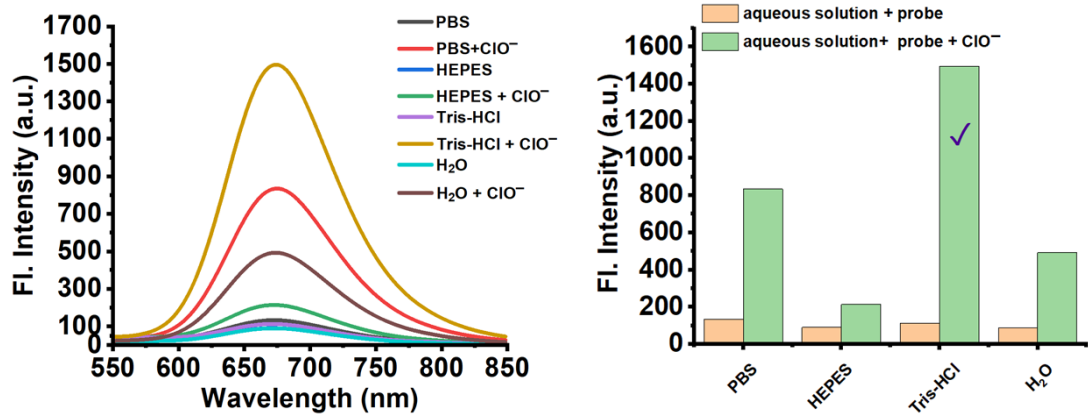 Fl. Intensity (a.u.)
1700
1500
1300
1100
900
700
500
300
100
0
550 600 650 700 750 800 850
Wavelength (nm)
PBS
PBS+ClO⁻
HEPES
HEPES + ClO⁻
Tris-HCl
Tris-HCl + ClO⁻
H₂O
H₂O + ClO⁻
aqueous solution + probe
aqueous solution+ probe + ClO⁻
Fl. Intensity (a.u.)
1600
1400
1200
1000
800
600
400
200
0
PBS
HEPES
Tris-HCl
H₂O